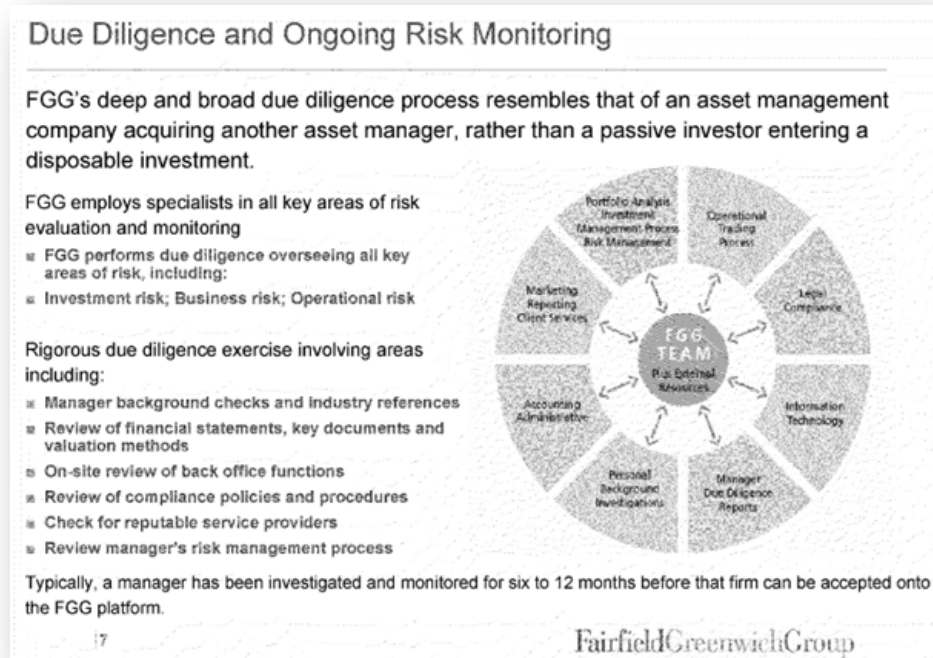 Due Diligence and Ongoing Risk Monitoring
FGG's deep and broad due diligence process resembles that of an asset management
company acquiring another asset manager, rather than a passive investor entering a
disposable investment.
FGG employs specialists in all key areas of risk
evaluation and monitoring
FGG performs due diligence overseeing all key
areas of risk, including:
Investment risk; Business risk; Operational risk
Rigorous due diligence exercise involving areas
including:
Manager background checks and industry references
Review of financial statements, key documents and
valuation methods
On-site review of back office functions
Review of compliance policies and procedures
Check for reputable service providers
Review manager's risk management process
Portfolio Analysis
Investment
Management Process
Risk Management
Operational
Trading
Process
Legal
Compliance
Information
Technology
Manager
Due Diligence
Reports
Personal
Background
Investigations
Accounting
Administrative
Marketing
Reporting
Client Services
FGG
TEAM
Plus External
Resources
Typically, a manager has been investigated and monitored for six to 12 months before that firm can be accepted onto
the FGG platform.
7
FairfieldGreenwichGroup